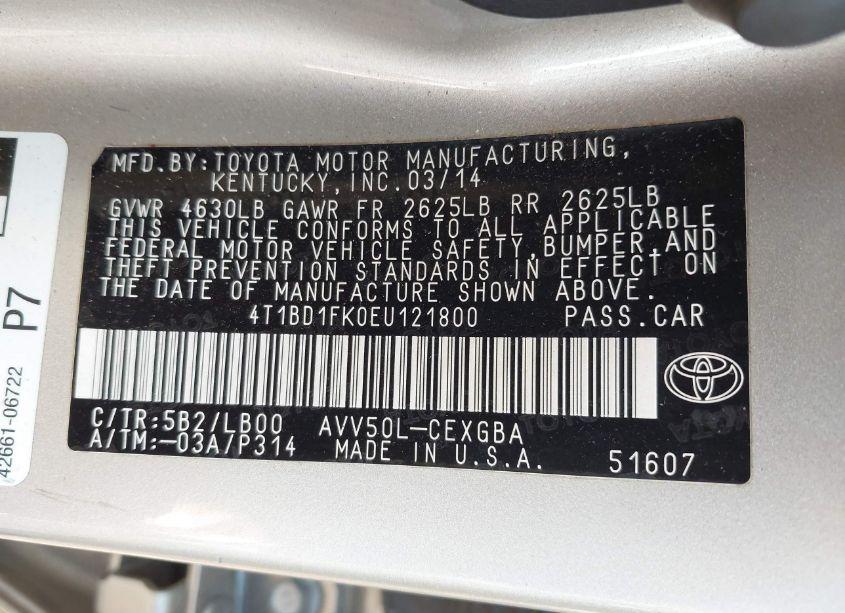 MFD.BY:TOYOTA MOTOR MANUFACTURING,
KENTUCKY,INC.03/14
GVWR 4630LB GAWR FR 2625LB RR 2625LB
THIS VEHICLE CONFORMS TO ALL APPLICABLE
FEDERAL MOTOR VEHICLE SAFETY,BUMPER,AND
THEFT PREVENTION STANDARDS IN EFFECT ON
THE DATE OF MANUFACTURE SHOWN ABOVE.
4T1BD1FK0EU121800 PASS.CAR
C/TR:5B2/LB00 AVV50L-CEXGBA
A/TM:-03A/P314 MADE IN U.S.A. 51607
P7
42661-06722